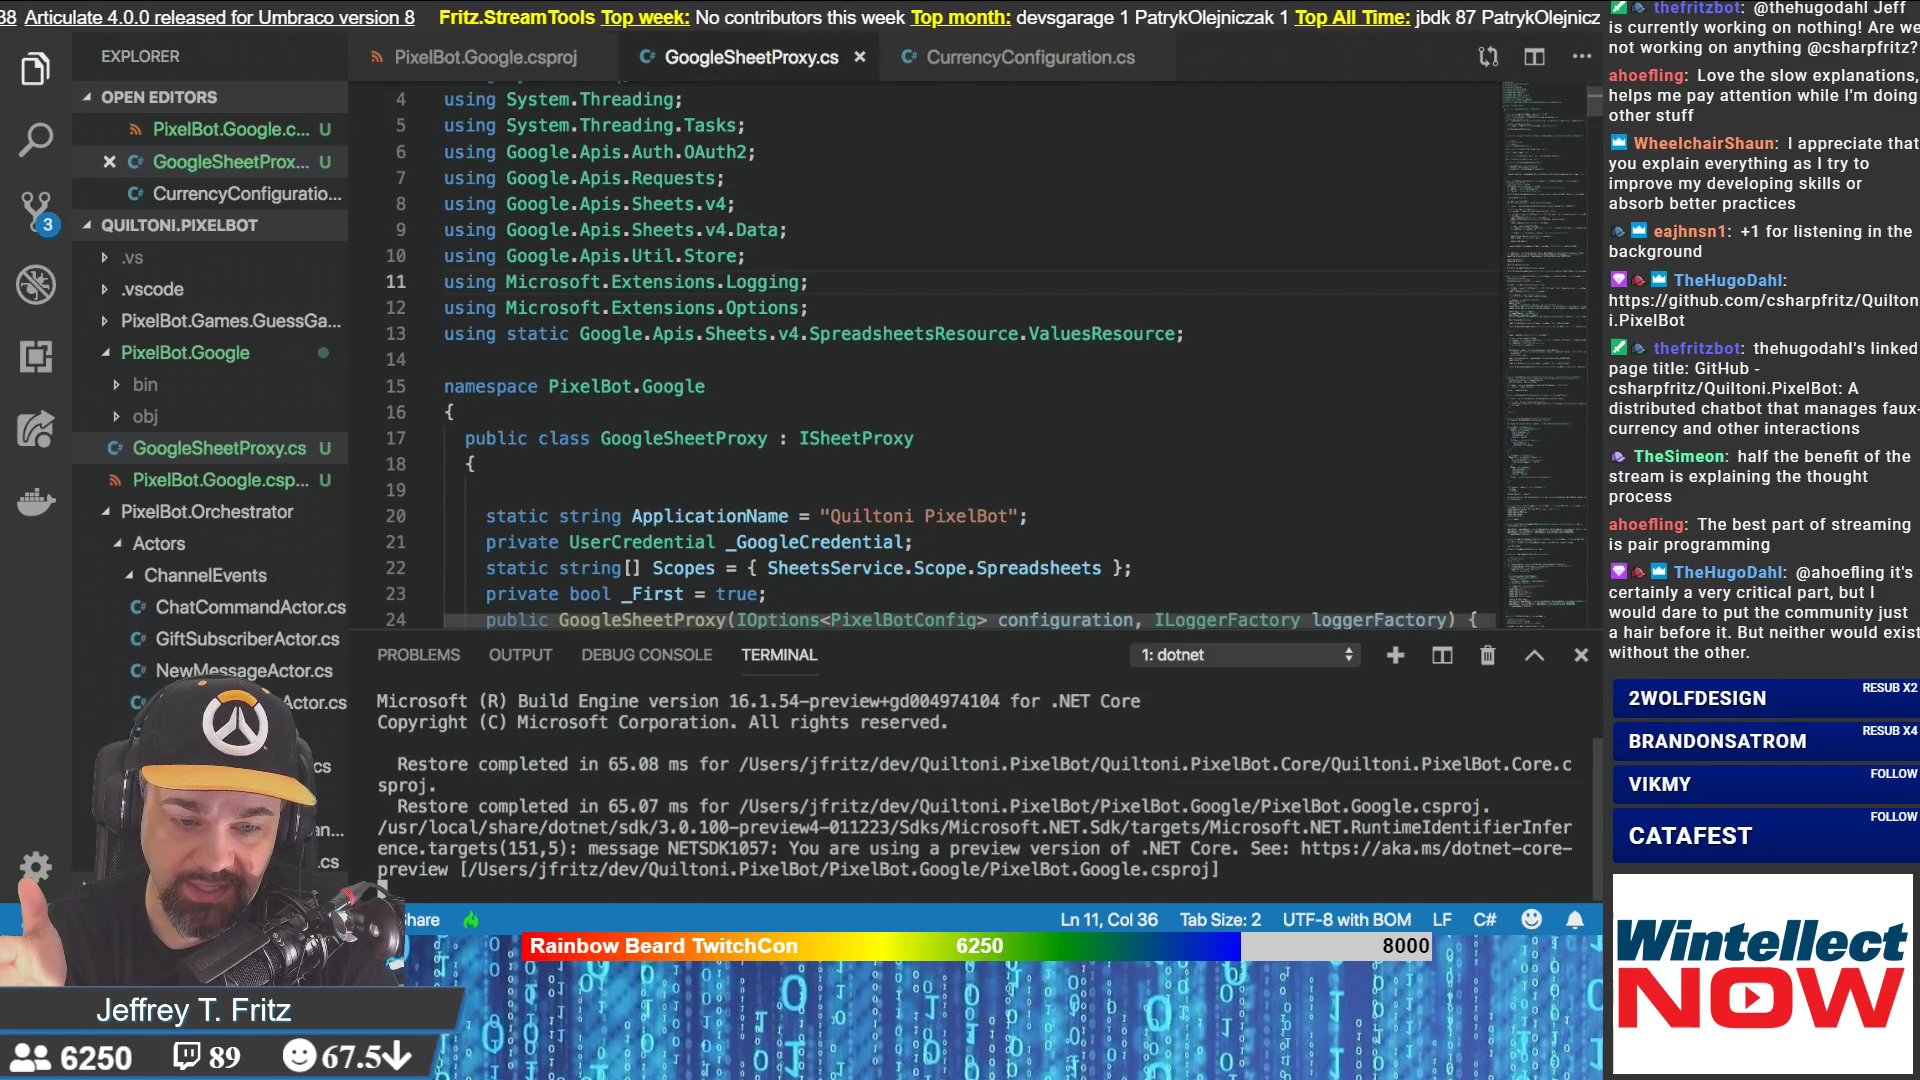 38 Articulate 4.0.0 released for Umbraco version 8 Fritz.StreamTools Top week: No contributors this week Top month: devsgarage 1 PatrykOlejniczak 1 Top All Time: jbdk 87 PatrykOlejnicz
EXPLORER
OPEN EDITORS
PixelBot.Google.c... U
GoogleSheetProx... U
CurrencyConfiguratio...
QUILTONI.PIXELBOT
3
.vs
.vscode
PixelBot.Games.GuessGa...
PixelBot.Google
bin
obj
GoogleSheetProxy.cs U
PixelBot.Google.csp... U
PixelBot.Orchestrator
Actors
ChannelEvents
ChatCommandActor.cs
GiftSubscriberActor.cs
NewMessageActor.cs
Actor.cs
cs
an...
.cs
PixelBot.Google.csproj
GoogleSheetProxy.cs
CurrencyConfiguration.cs
4 using System.Threading;
5 using System.Threading.Tasks;
6 using Google.Apis.Auth.OAuth2;
7 using Google.Apis.Requests;
8 using Google.Apis.Sheets.v4;
9 using Google.Apis.Sheets.v4.Data;
10 using Google.Apis.Util.Store;
11 using Microsoft.Extensions.Logging;
12 using Microsoft.Extensions.Options;
13 using static Google.Apis.Sheets.v4.SpreadsheetsResource.ValuesResource;
14
15 namespace PixelBot.Google
16 {
17 public class GoogleSheetProxy : ISheetProxy
18 {
19
20 static string ApplicationName = "Quiltoni PixelBot";
21 private UserCredential _GoogleCredential;
22 static string[] Scopes = { SheetsService.Scope.Spreadsheets };
23 private bool _First = true;
24 public GoogleSheetProxy(IOptions<PixelBotConfig> configuration, ILoggerFactory loggerFactory) {
PROBLEMS OUTPUT DEBUG CONSOLE TERMINAL 1: dotnet
Microsoft (R) Build Engine version 16.1.54-preview+gd004974104 for .NET Core
Copyright (C) Microsoft Corporation. All rights reserved.
Restore completed in 65.08 ms for /Users/jfritz/dev/Quiltoni.PixelBot/Quiltoni.PixelBot.Core/Quiltoni.PixelBot.Core.c
sproj.
Restore completed in 65.07 ms for /Users/jfritz/dev/Quiltoni.PixelBot/PixelBot.Google/PixelBot.Google.csproj.
/usr/local/share/dotnet/sdk/3.0.100-preview4-011223/Sdks/Microsoft.NET.Sdk/targets/Microsoft.NET.RuntimeIdentifierInfer
ence.targets(151,5): message NETSDK1057: You are using a preview version of .NET Core. See: https://aka.ms/dotnet-core-
preview [/Users/jfritz/dev/Quiltoni.PixelBot/PixelBot.Google/PixelBot.Google.csproj]
hare Ln 11, Col 36 Tab Size: 2 UTF-8 with BOM LF C#
Rainbow Beard TwitchCon 6250 8000
Jeffrey T. Fritz
6250 89 67.5
thefritzbot: @thehugodahl Jeff
is currently working on nothing! Are we
not working on anything @csharpfritz?
ahoefling: Love the slow explanations,
helps me pay attention while I'm doing
other stuff
WheelchairShaun: I appreciate that
you explain everything as I try to
improve my developing skills or
absorb better practices
eajhnsn1: +1 for listening in the
background
TheHugoDahl:
https://github.com/csharpfritz/Quilton
i.PixelBot
thefritzbot: thehugodahl's linked
page title: GitHub -
csharpfritz/Quiltoni.PixelBot: A
distributed chatbot that manages faux-
currency and other interactions
TheSimeon: half the benefit of the
stream is explaining the thought
process
ahoefling: The best part of streaming
is pair programming
TheHugoDahl: @ahoefling it's
certainly a very critical part, but I
would dare to put the community just
a hair before it. But neither would exist
without the other.
2WOLFDESIGN RESUB X2
BRANDONSATROM RESUB X4
VIKMY FOLLOW
CATAFEST FOLLOW
Wintellect
NOW